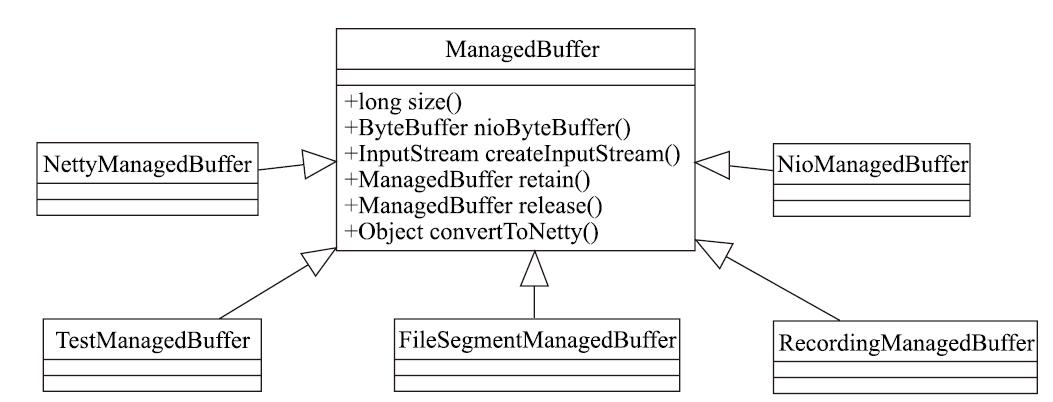 ManagedBuffer
+long size()
+ByteBuffer nioByteBuffer()
+InputStream createInputStream()
+ManagedBuffer retain()
+ManagedBuffer release()
+Object convertToNetty()
NettyManagedBuffer
NioManagedBuffer
TestManagedBuffer
FileSegmentManagedBuffer
RecordingManagedBuffer